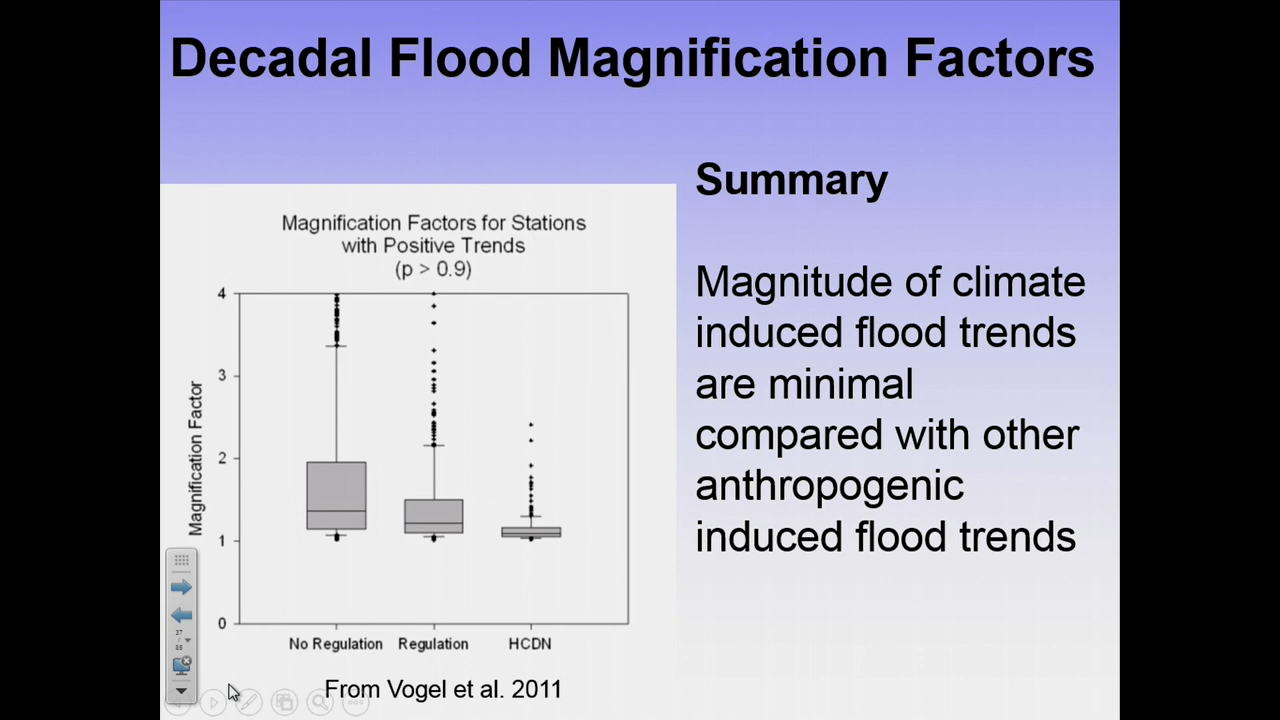 Decadal Flood Magnification Factors
Summary
Magnitude of climate
induced flood trends
are minimal
compared with other
anthropogenic
induced flood trends
Magnification Factors for Stations
with Positive Trends
(p > 0.9)
Magnification Factor
4
3
2
1
0
No Regulation Regulation HCDN
From Vogel et al. 2011